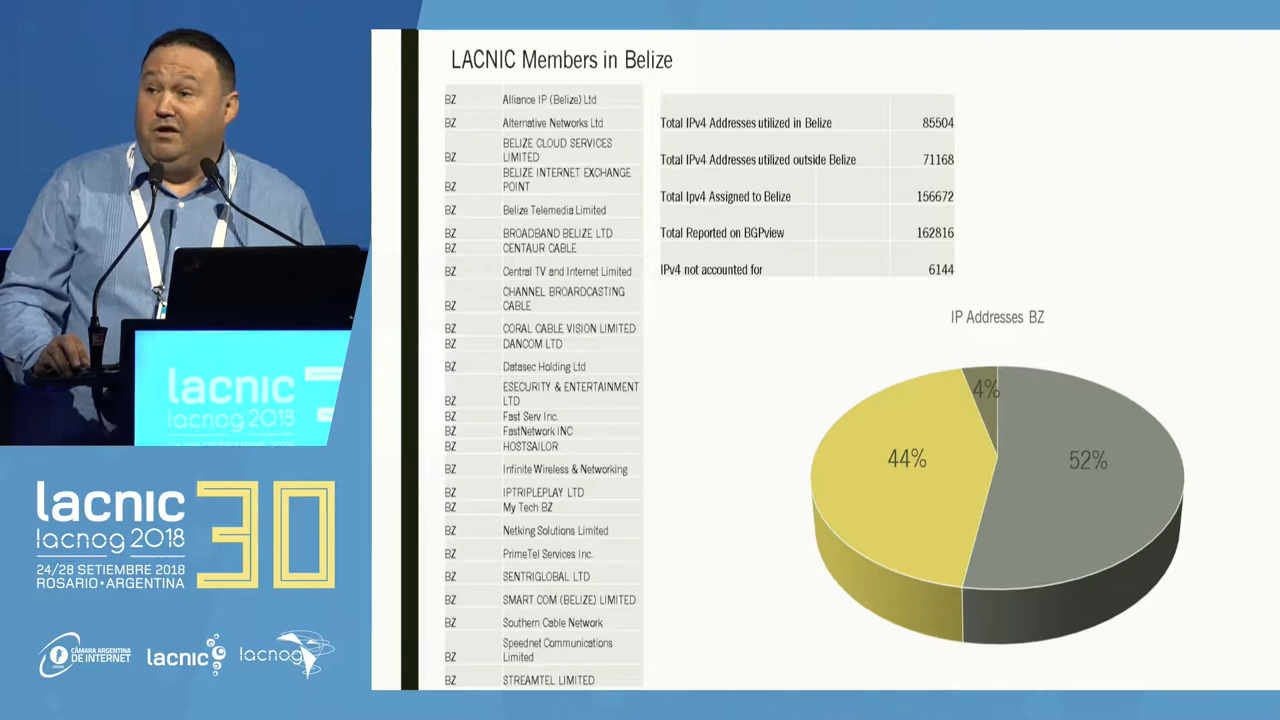 LACNIC Members in Belize
BZ Alliance IP (Belize) Ltd
BZ Alternative Networks Ltd
BZ BELIZE CLOUD SERVICES
LIMITED
BZ BELIZE INTERNET EXCHANGE
POINT
BZ Belize Telemedia Limited
BZ BROADBAND BELIZE LTD
BZ CENTAUR CABLE
BZ Central TV and Internet Limited
BZ CHANNEL BROARDCASTING
CABLE
BZ CORAL CABLE VISION LIMITED
BZ DANCOM LTD
BZ Datasec Holding Ltd
BZ ESECURITY & ENTERTAINMENT
LTD
BZ Fast Serv Inc.
BZ FastNetwork INC
BZ HOSTSAILOR
BZ Infinite Wireless & Networking
BZ IPTRIPLEPLAY LTD
BZ My Tech BZ
BZ Netking Solutions Limited
BZ PrimeTel Services Inc.
BZ SENTRIGLOBAL LTD
BZ SMART COM (BELIZE) LIMITED
BZ Southern Cable Network
BZ Speednet Communications
Limited
BZ STREAMTEL LIMITED
Total IPv4 Addresses utilized in Belize 85504
Total IPv4 Addresses utilized outside Belize 71168
Total Ipv4 Assigned to Belize 156672
Total Reported on BGPview 162816
IPv4 not accounted for 6144
IP Addresses BZ
4%
44%
52%
lacnic
lacnog 2018
lacnic 30
lacnog 2018
24/28 SETIEMBRE 2018
ROSARIO • ARGENTINA
CÁMARA ARGENTINA
DE INTERNET
lacnic
lacnog